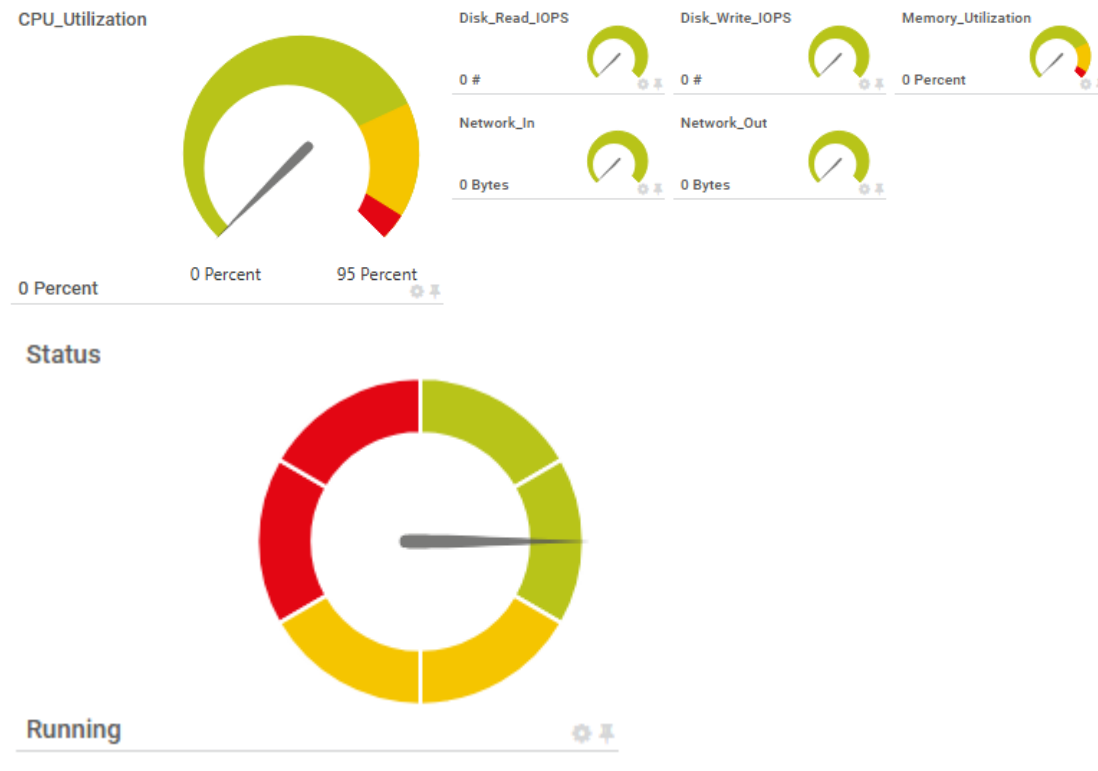 CPU_Utilization
0 Percent
95 Percent
0 Percent
Disk_Read_IOPS
0 #
Disk_Write_IOPS
0 #
Memory_Utilization
0 Percent
Network_In
0 Bytes
Network_Out
0 Bytes
Status
Running